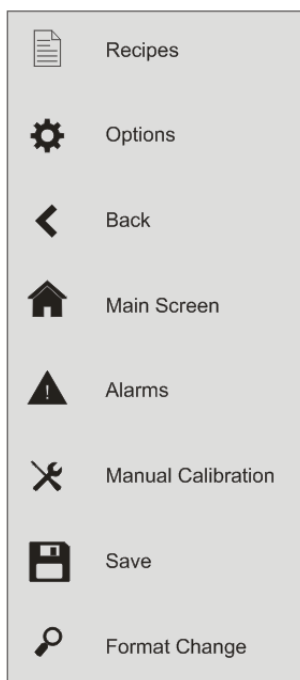 Recipes
Options
Back
Main Screen
Alarms
Manual Calibration
Save
Format Change